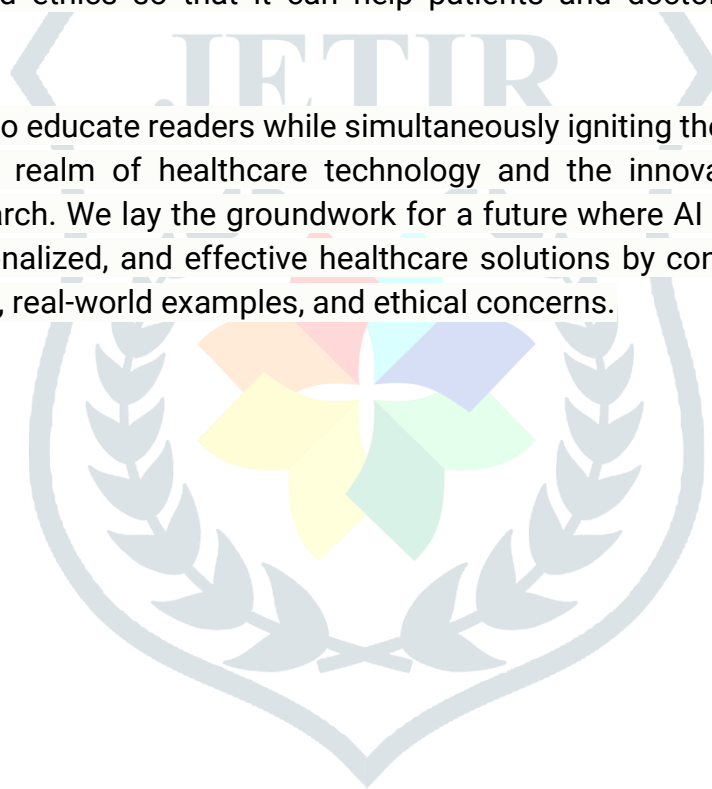 ethics so that it can help patients and
JETIR
o educate readers while simultaneously igniting the
realm of healthcare technology and the innova
arch. We lay the groundwork for a future where AI
nalized, and effective healthcare solutions by con
, real-world examples, and ethical concerns.